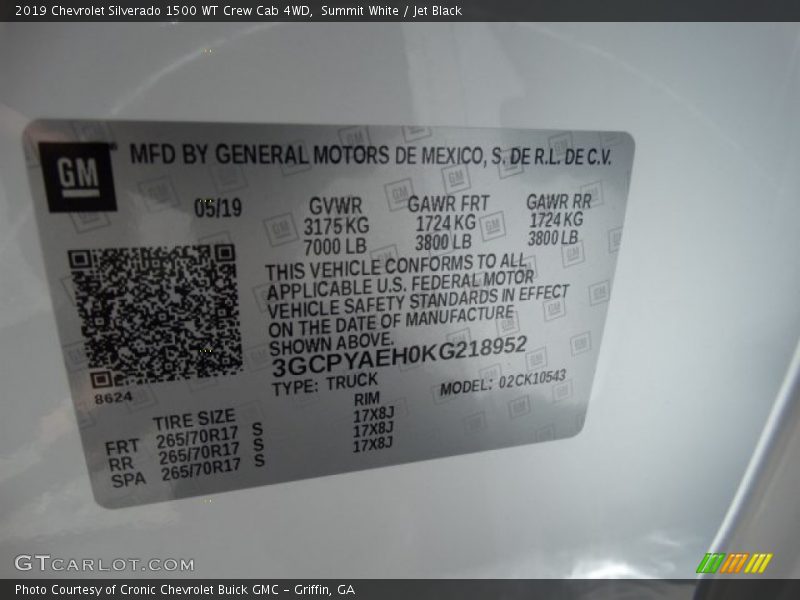 2019 Chevrolet Silverado 1500 WT Crew Cab 4WD, Summit White / Jet Black
GM
MFD BY GENERAL MOTORS DE MEXICO, S. DE R.L. DE C.V.
05/19
GVWR GAWR FRT GAWR RR
3175 KG 1724 KG 1724 KG
7000 LB 3800 LB 3800 LB
THIS VEHICLE CONFORMS TO ALL
APPLICABLE U.S. FEDERAL MOTOR
VEHICLE SAFETY STANDARDS IN EFFECT
ON THE DATE OF MANUFACTURE
SHOWN ABOVE.
3GCPYAEH0KG218952
TYPE: TRUCK MODEL: 02CK10543
8624
TIRE SIZE RIM
FRT 265/70R17 S 17X8J
RR 265/70R17 S 17X8J
SPA 265/70R17 S 17X8J
GTCARLOT.COM
Photo Courtesy of Cronic Chevrolet Buick GMC – Griffin, GA